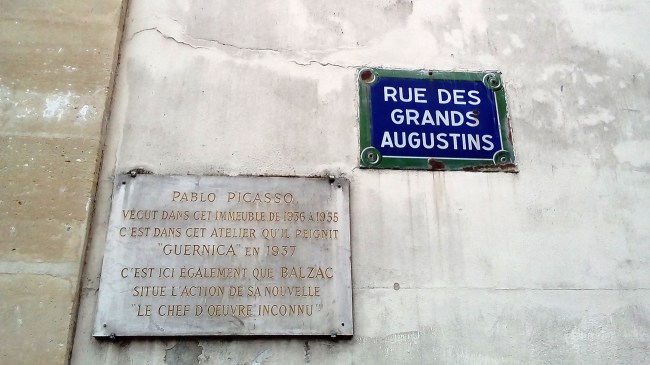 RUE DES
GRANDS
AUGUSTINS
PABLO PICASSO
VECUT DANS CET IMMEUBLE DE 1936 A 1955
C'EST DANS CET ATELIER QU'IL PEIGNIT
"GUERNICA" EN 1937
C'EST ICI ÉGALEMENT QUE BALZAC
SITUE L'ACTION DE SA NOUVELLE
"LE CHEF D'OEUVRE INCONNU"